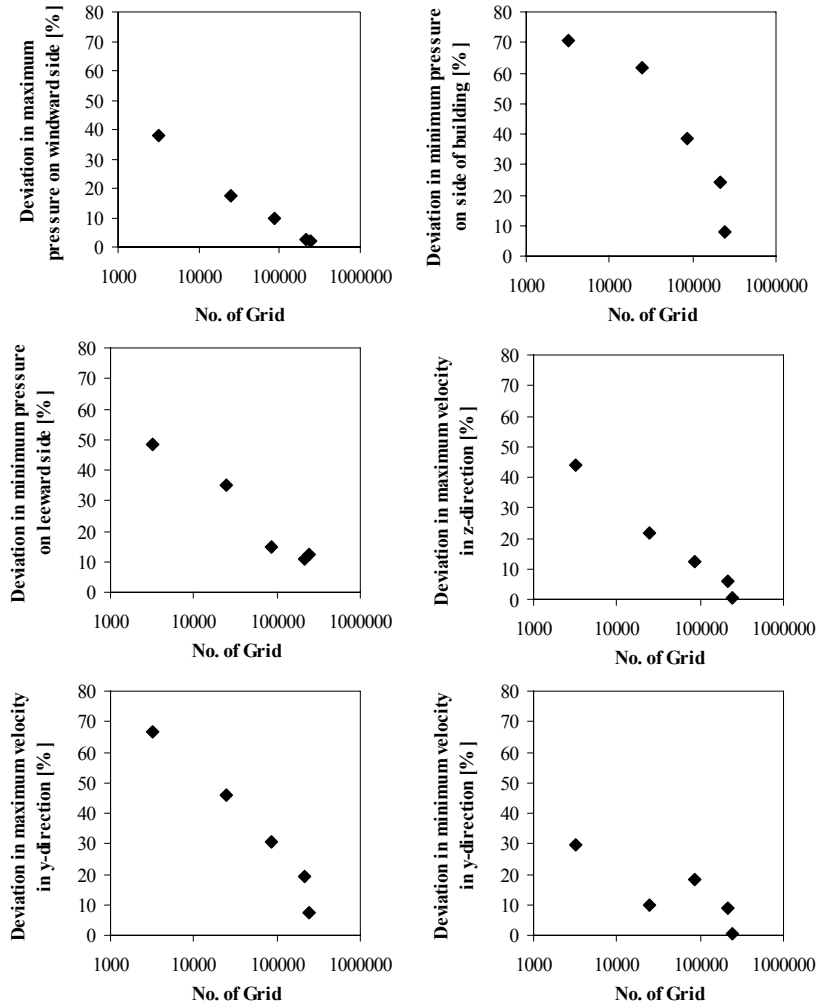 Deviation in maximum
pressure on windward side [%]
80
70
60
50
40
30
20
10
0
1000 10000 100000 1000000
No. of Grid
Deviation in minimum pressure
on side of building [%]
80
70
60
50
40
30
20
10
0
1000 10000 100000 1000000
No. of Grid
Deviation in minimum pressure
on leeward side [%]
80
70
60
50
40
30
20
10
0
1000 10000 100000 1000000
No. of Grid
Deviation in maximum velocity
in z-direction [%]
80
70
60
50
40
30
20
10
0
1000 10000 100000 1000000
No. of Grid
Deviation in maximum velocity
in y-direction [%]
80
70
60
50
40
30
20
10
0
1000 10000 100000 1000000
No. of Grid
Deviation in minimum velocity
in y-direction [%]
80
70
60
50
40
30
20
10
0
1000 10000 100000 1000000
No. of Grid